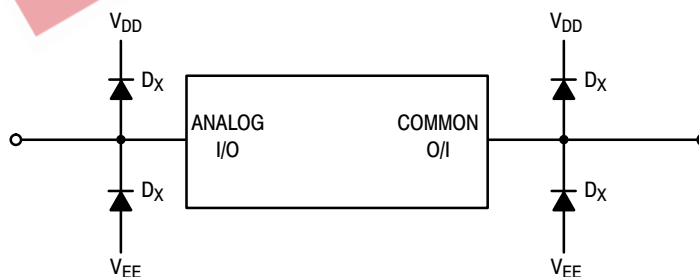 VDD VDD
DX DX
ANALOG COMMON
I/O O/I
DX DX
VEE VEE